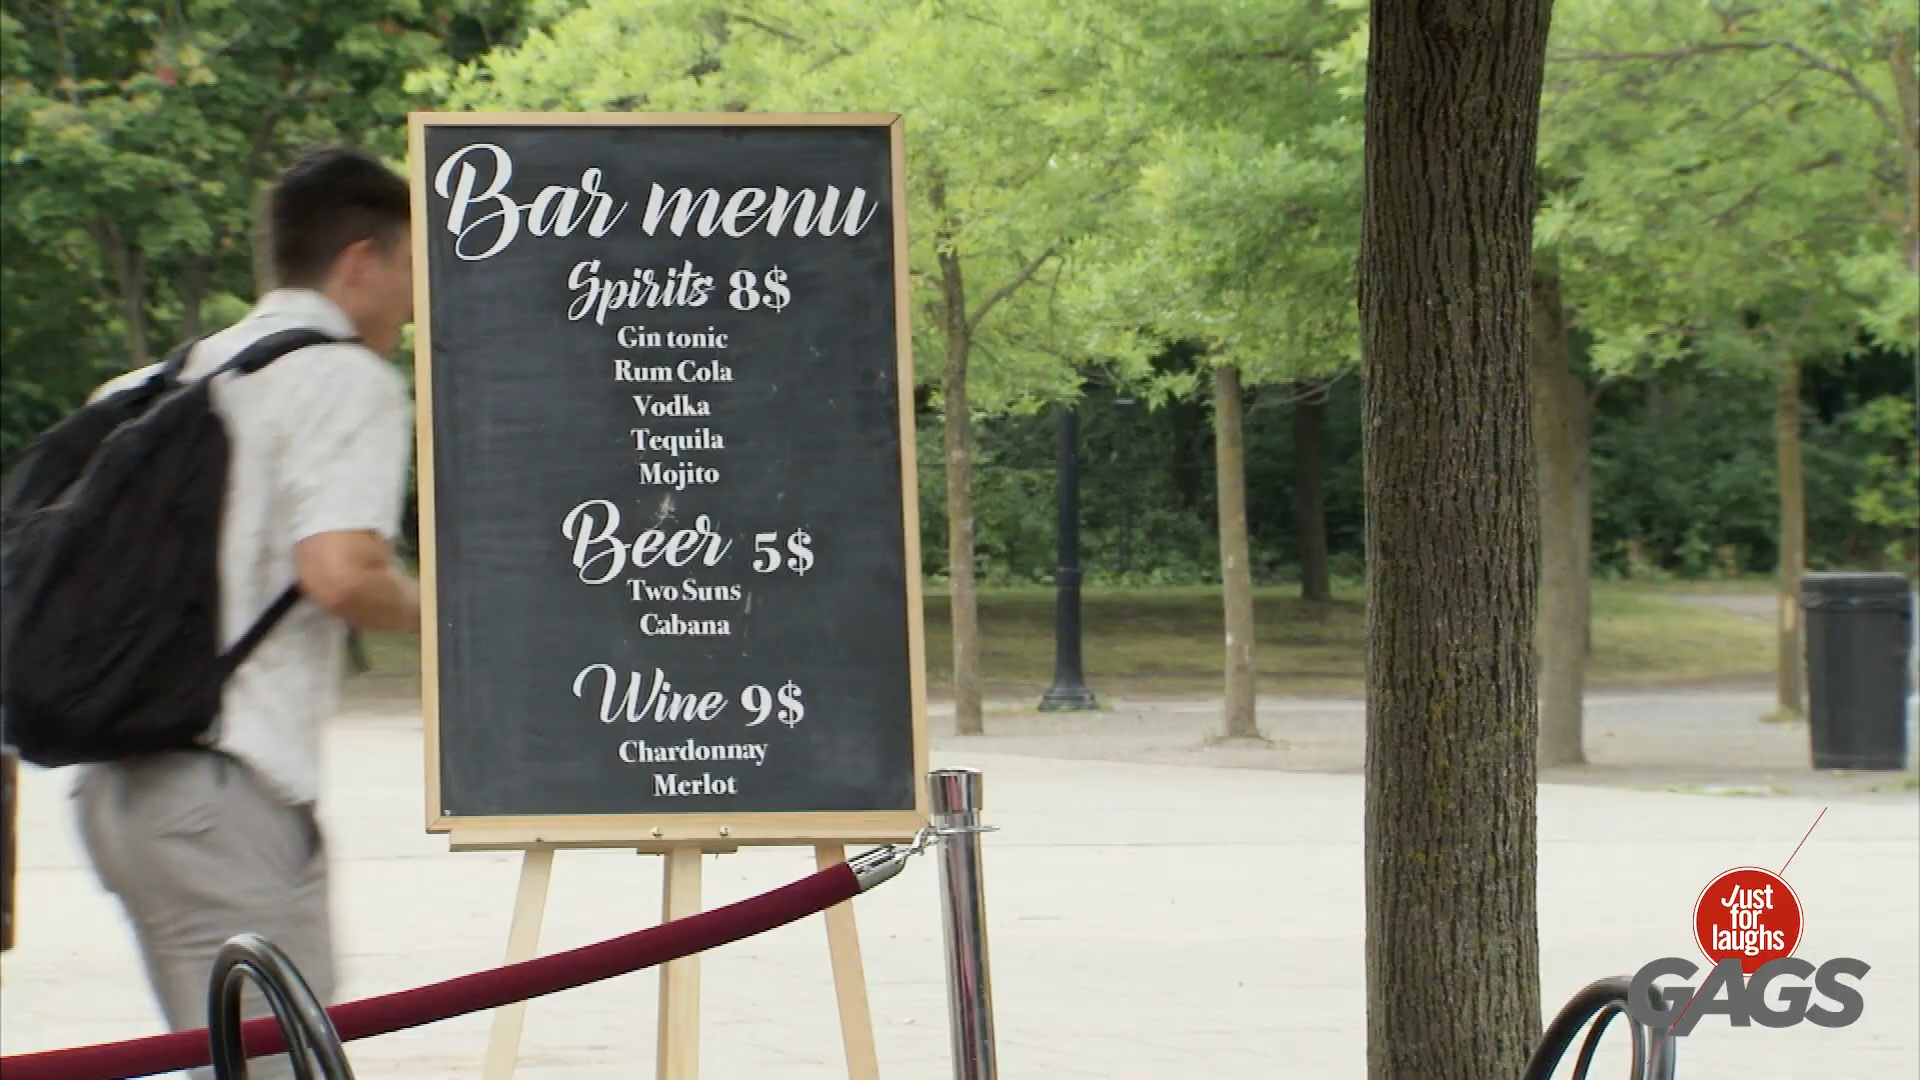 Bar menu
Spirits 8$
Gin tonic
Rum Cola
Vodka
Tequila
Mojito
Beer 5$
Two Suns
Cabana
Wine 9$
Chardonnay
Merlot
Just
for
laughs
GAGS